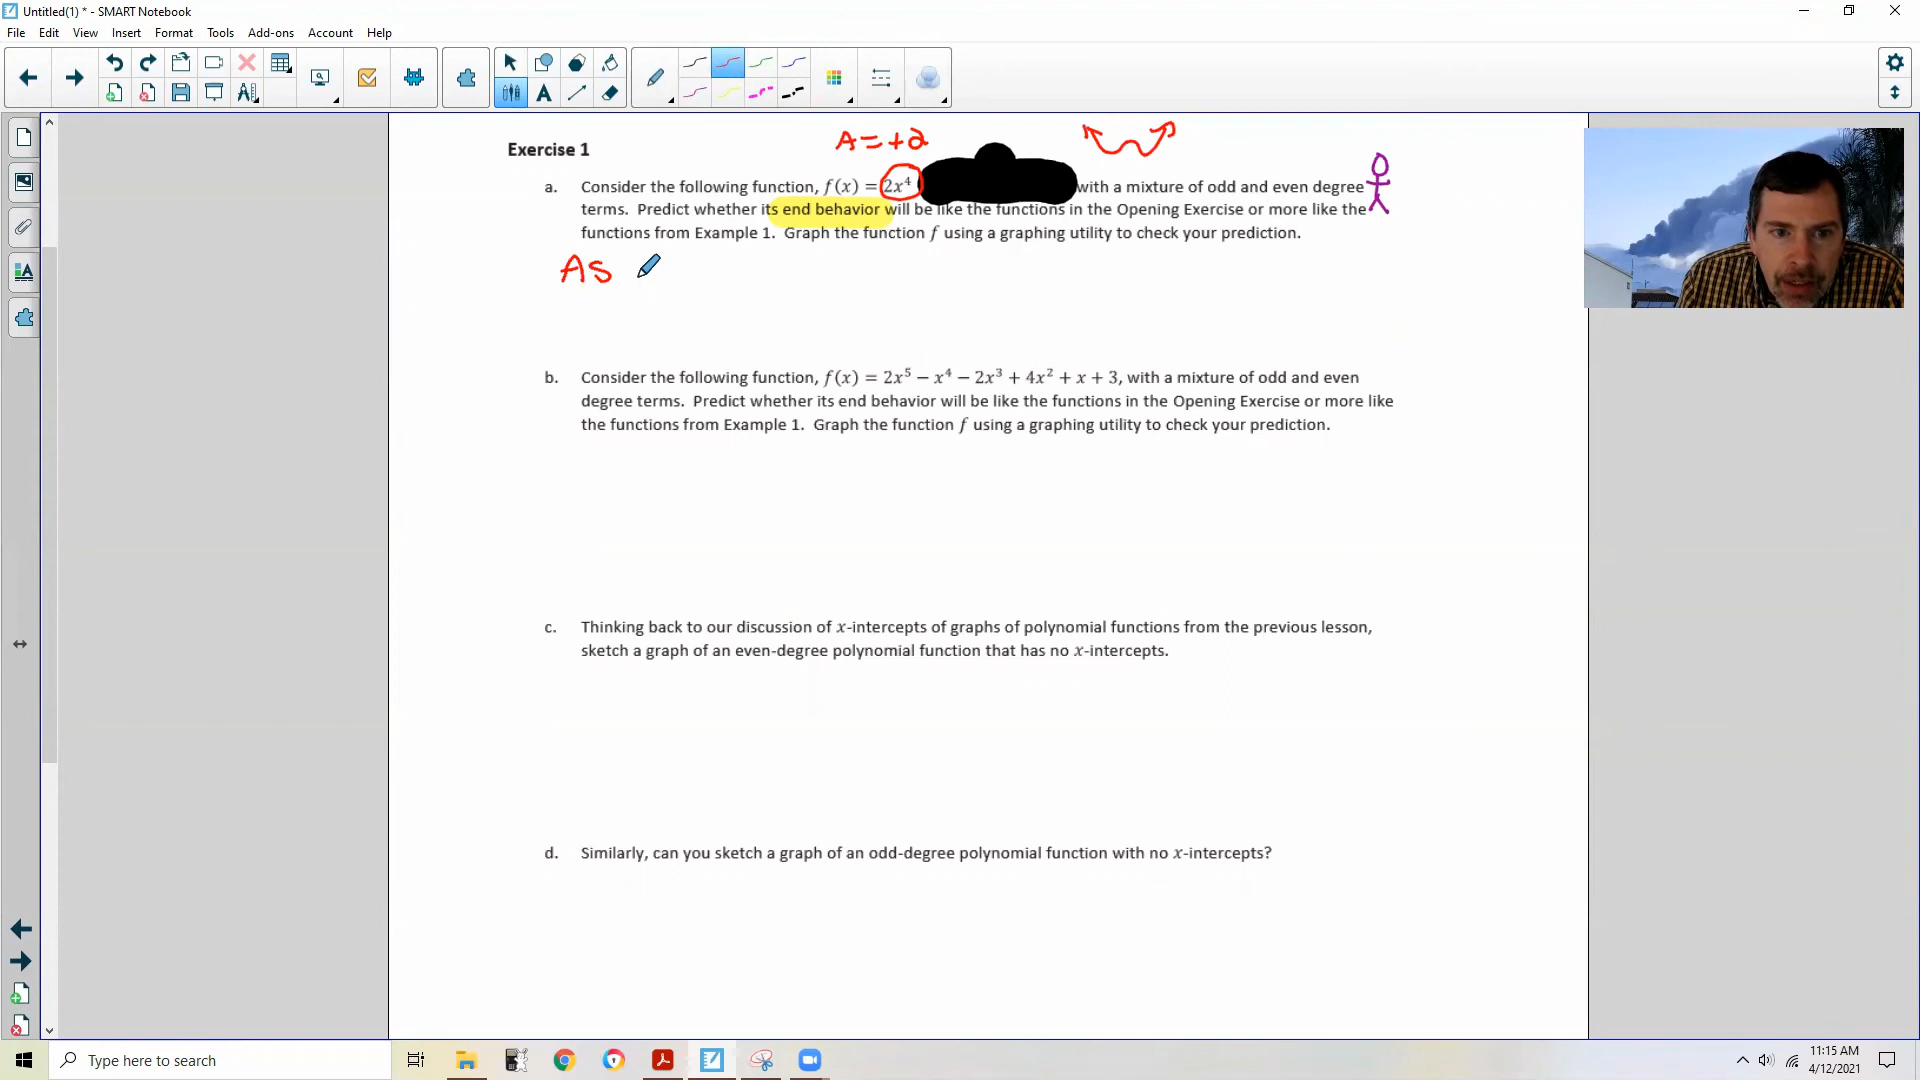 Untitled(1) * - SMART Notebook
File Edit View Insert Format Tools Add-ons Account Help
A = +2
Exercise 1
a. Consider the following function, f(x) = 2x⁴ with a mixture of odd and even degree
terms. Predict whether its end behavior will be like the functions in the Opening Exercise or more like the
functions from Example 1. Graph the function f using a graphing utility to check your prediction.
AS
b. Consider the following function, f(x) = 2x⁵ − x⁴ − 2x³ + 4x² + x + 3, with a mixture of odd and even
degree terms. Predict whether its end behavior will be like the functions in the Opening Exercise or more like
the functions from Example 1. Graph the function f using a graphing utility to check your prediction.
c. Thinking back to our discussion of x-intercepts of graphs of polynomial functions from the previous lesson,
sketch a graph of an even-degree polynomial function that has no x-intercepts.
d. Similarly, can you sketch a graph of an odd-degree polynomial function with no x-intercepts?
Type here to search
11:15 AM
4/12/2021